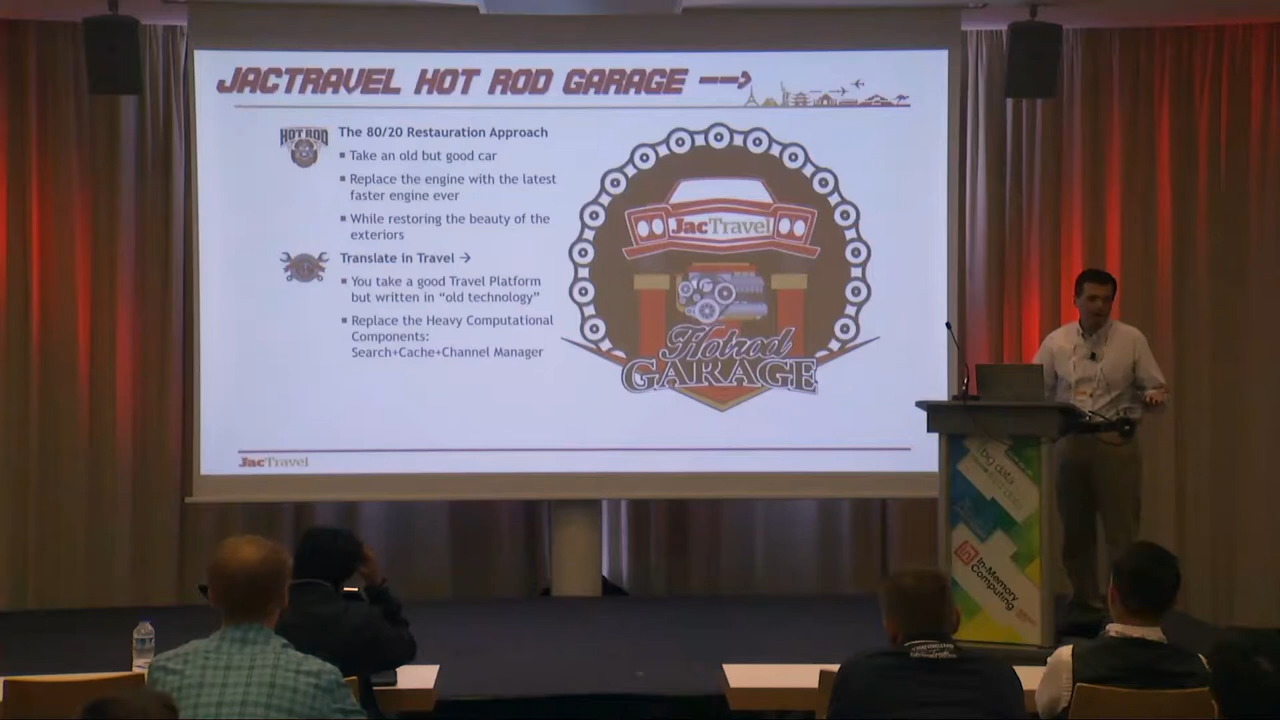 JACTRAVEL HOT ROD GARAGE -->
HOT ROD
The 80/20 Restauration Approach
▪ Take an old but good car
▪ Replace the engine with the latest
faster engine ever
▪ While restoring the beauty of the
exteriors
Translate in Travel →
▪ You take a good Travel Platform
but written in “old technology”
▪ Replace the Heavy Computational
Components:
Search+Cache+Channel Manager
JacTravel
Hotrod
GARAGE
JacTravel
big data
In-Memory
Computing